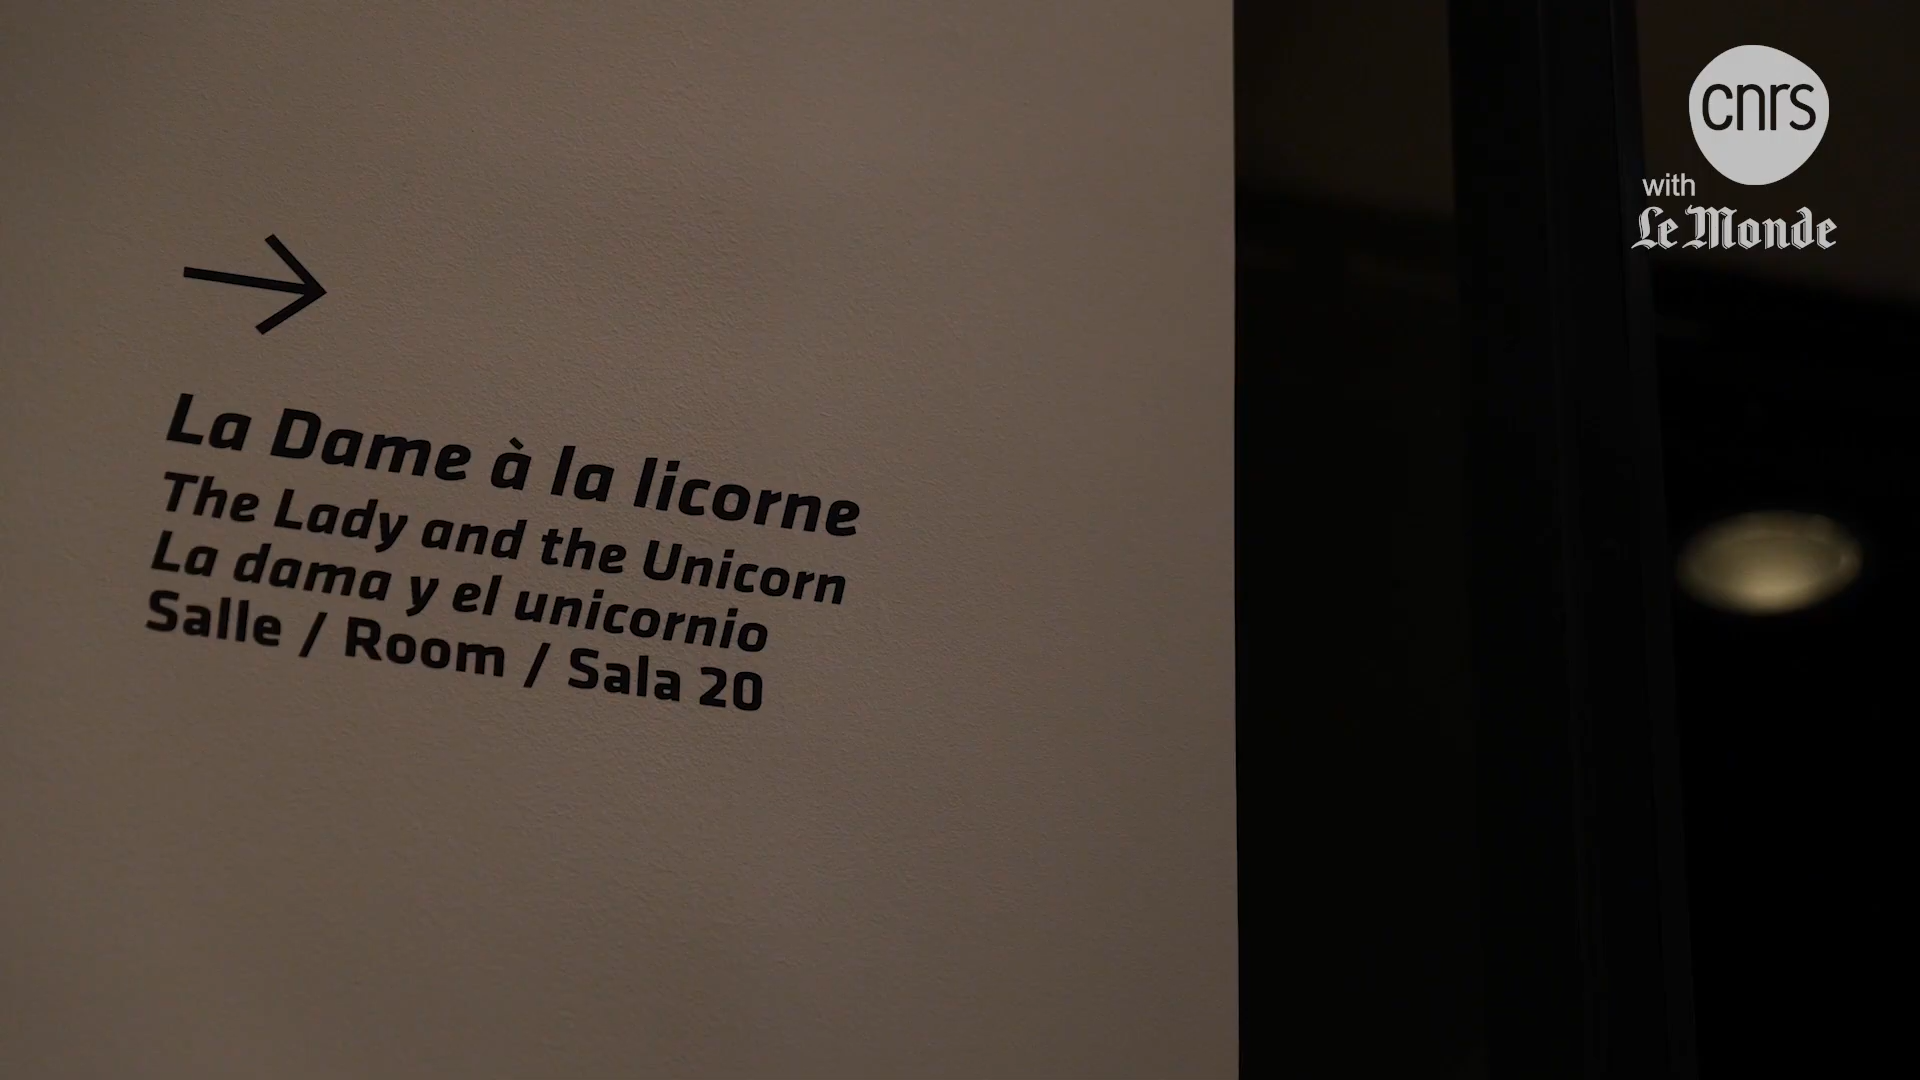 cnrs
with
Le Monde
La Dame à la licorne
The Lady and the Unicorn
La dama y el unicornio
Salle / Room / Sala 20